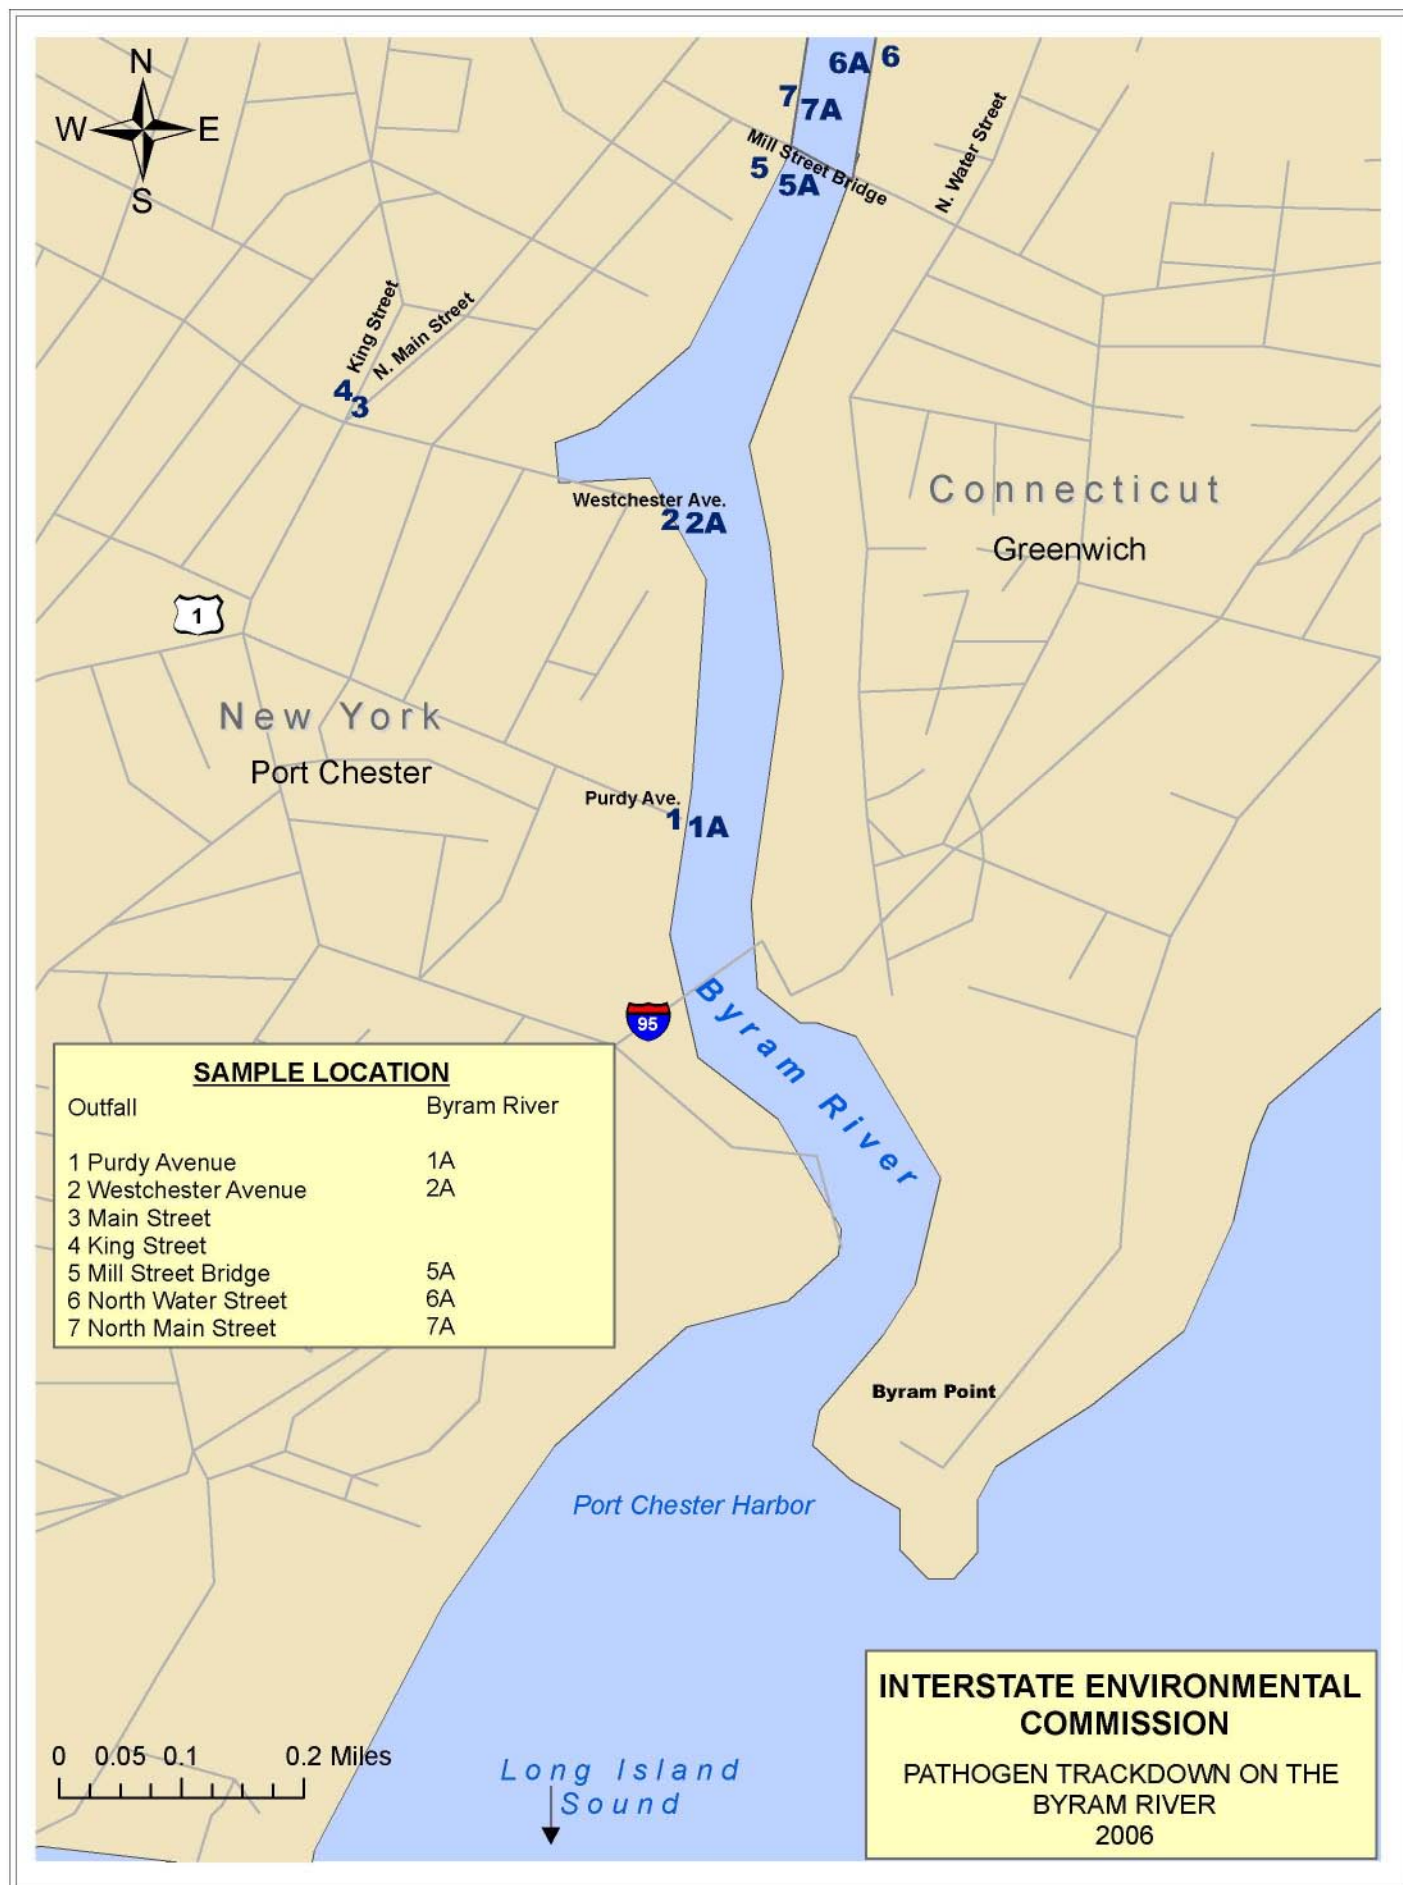 N
W E
S
6A 6
7 7A
Mill Street Bridge
5 5A
N. Water Street
King Street
N. Main Street
4
3
Westchester Ave.
2 2A
Connecticut
Greenwich
1
New York
Port Chester
Purdy Ave.
1 1A
95
Byram River
SAMPLE LOCATION
Outfall Byram River
1 Purdy Avenue 1A
2 Westchester Avenue 2A
3 Main Street
4 King Street
5 Mill Street Bridge 5A
6 North Water Street 6A
7 North Main Street 7A
Byram Point
Port Chester Harbor
INTERSTATE ENVIRONMENTAL
COMMISSION
PATHOGEN TRACKDOWN ON THE
BYRAM RIVER
2006
0 0.05 0.1 0.2 Miles
Long Island
Sound